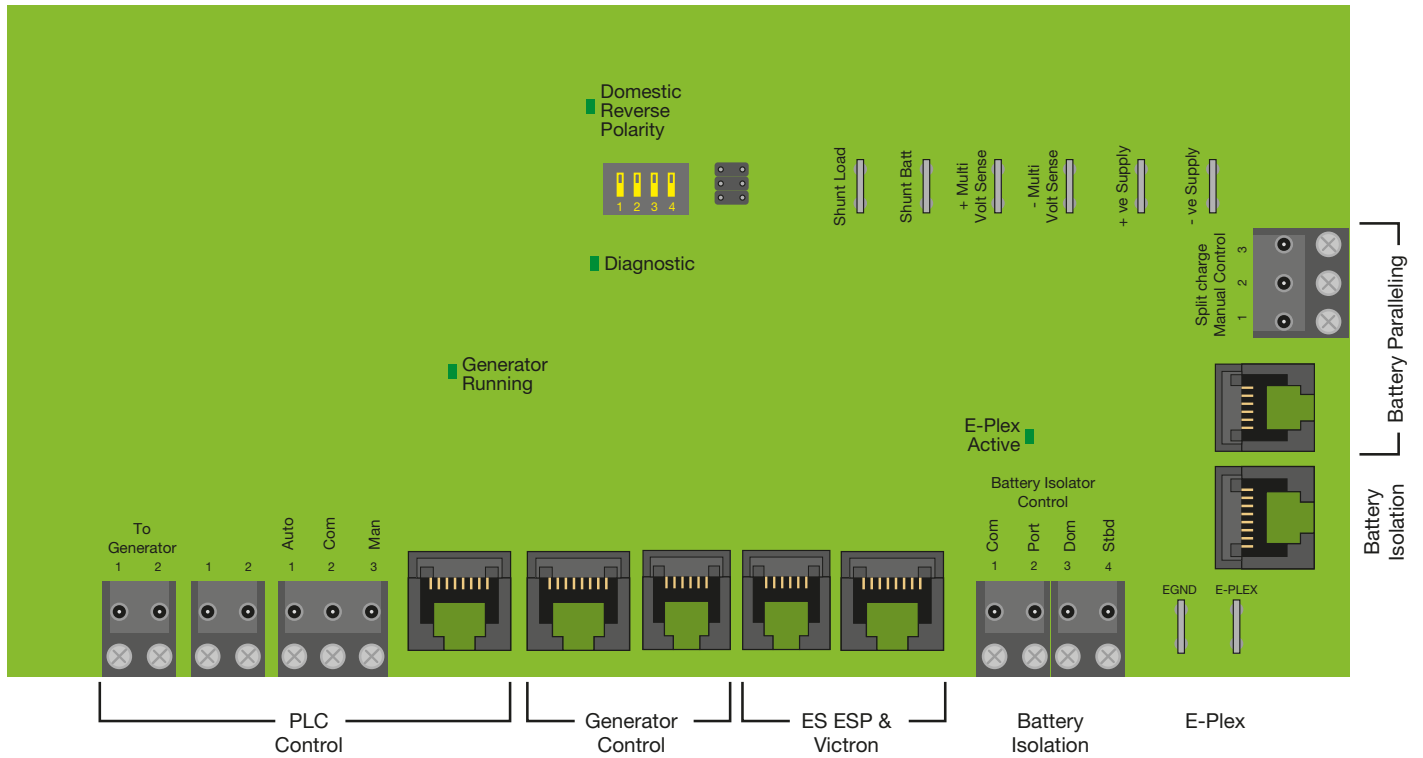 Domestic
Reverse
Polarity
1 2 3 4
Shunt Load
Shunt Batt
+ Multi
Volt Sense
- Multi
Volt Sense
+ ve Supply
- ve Supply
Diagnostic
Split charge
Manual Control
1 2 3
Battery Paralleling
Generator
Running
E-Plex
Active
Battery
Isolation
Battery Isolator
Control
Com Port Dom Stbd
1 2 3 4
To
Generator
1 2
1 2
Auto Com Man
1 2 3
EGND E-PLEX
PLC
Control
Generator
Control
ES ESP &
Victron
Battery
Isolation
E-Plex